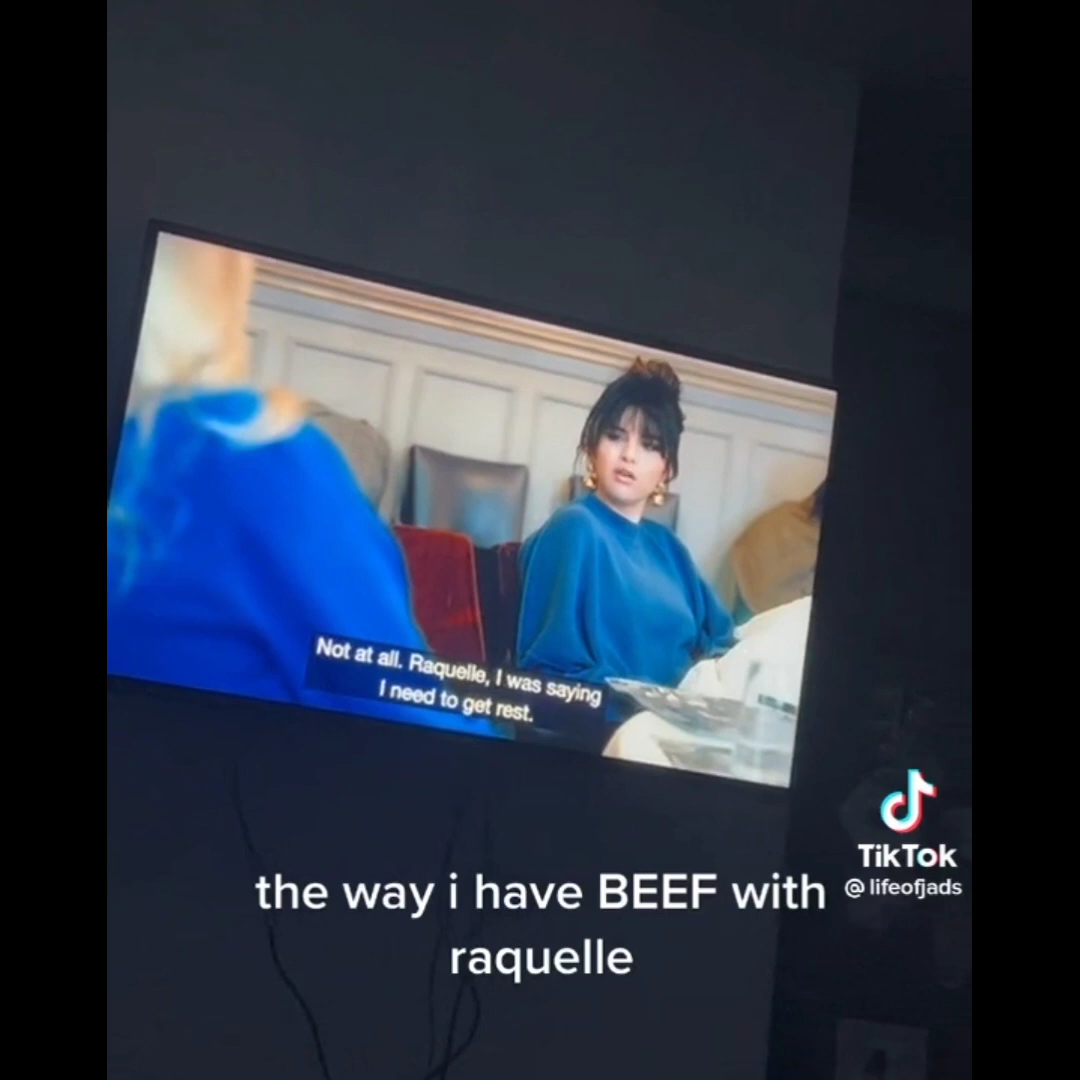 Not at all. Raquelle, I was saying
I need to get rest.
TikTok
@lifeofjads
the way i have BEEF with
raquelle